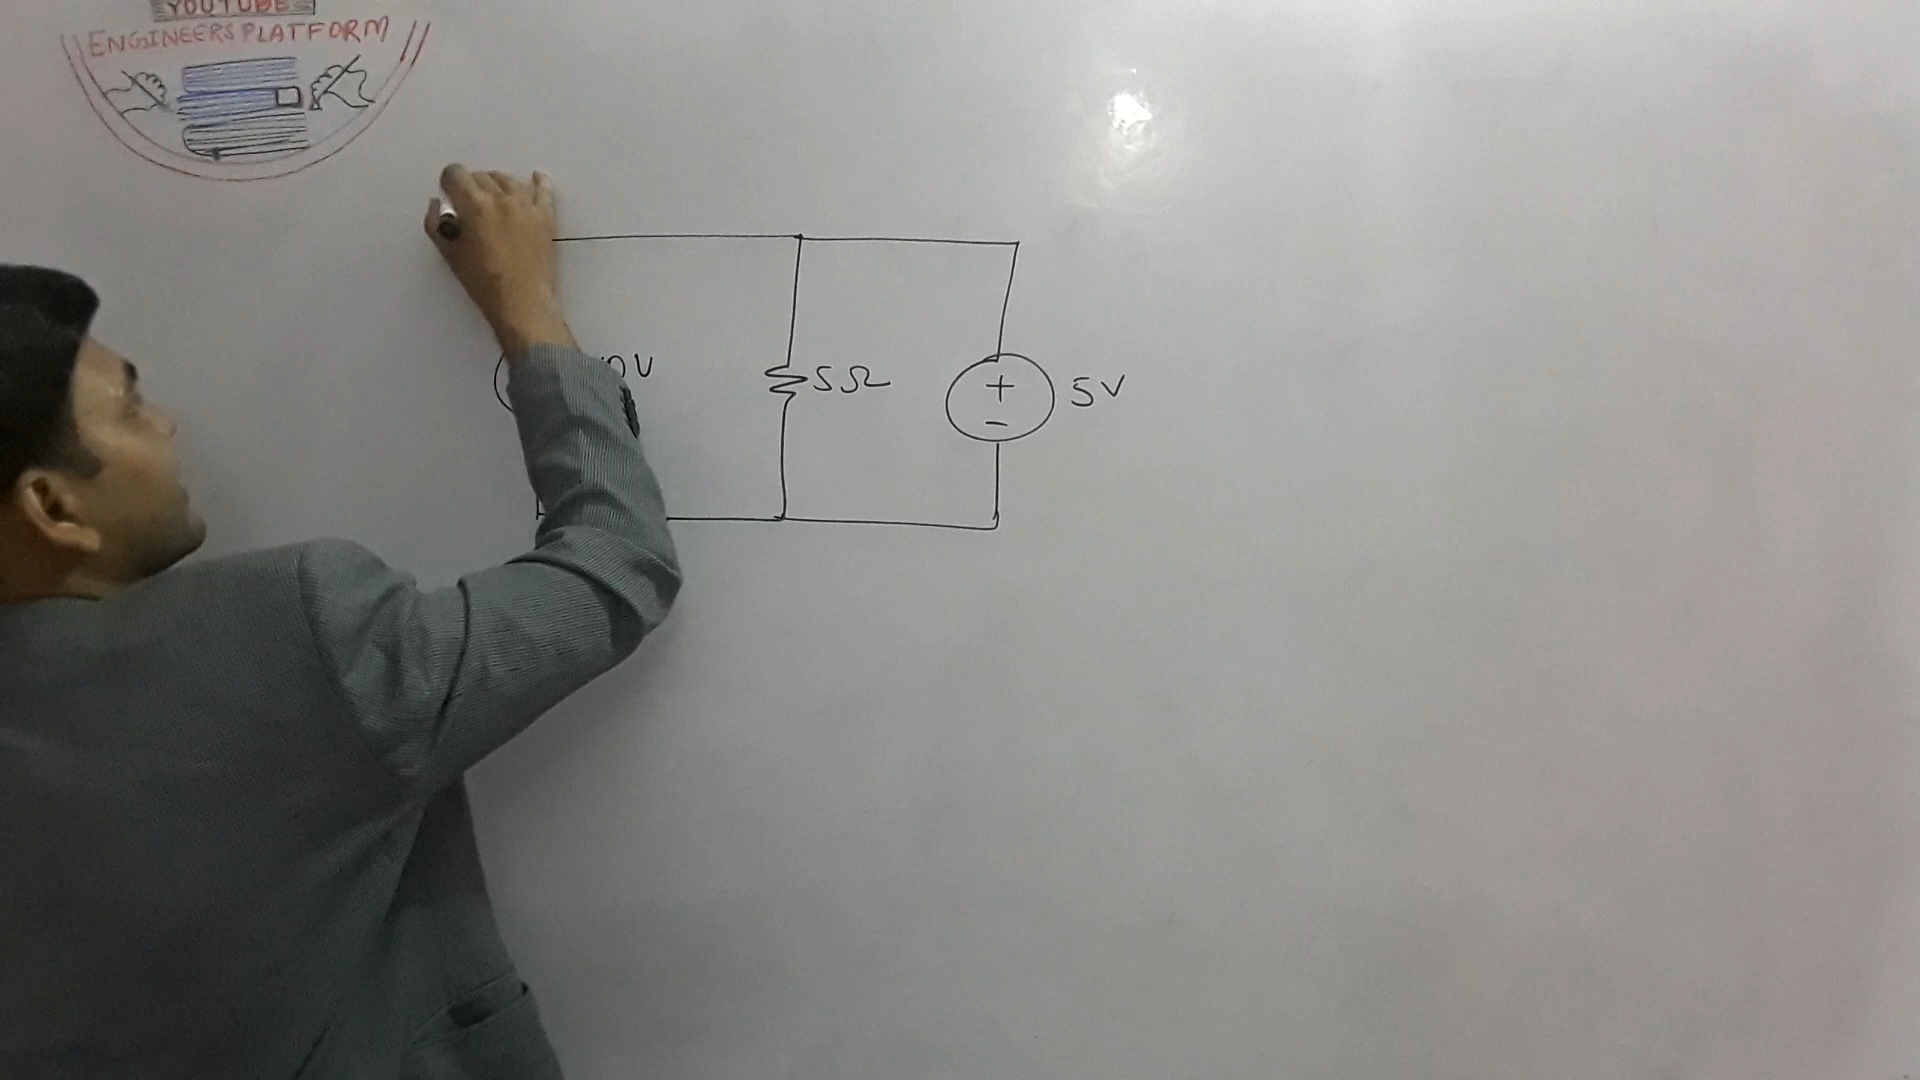 YOUTUBE
ENGINEERS PLATFORM
5Ω
+
-
5V